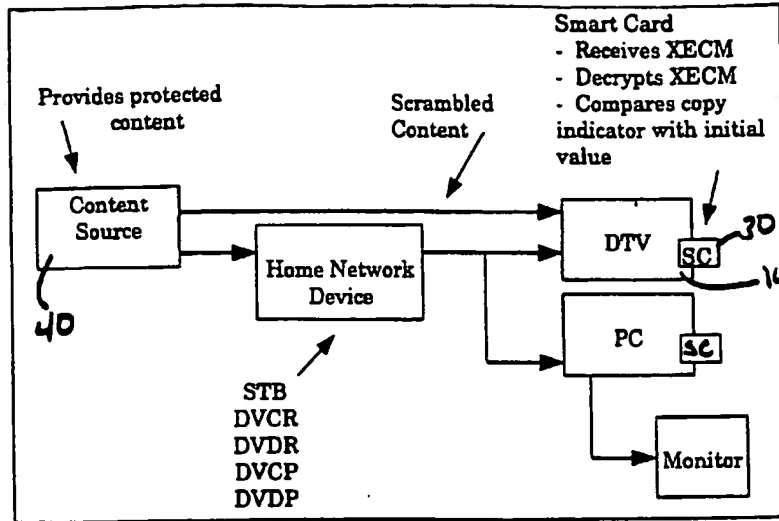 Smart Card
- Receives XECM
- Decrypts XECM
- Compares copy
indicator with initial
value
Provides protected
content
Scrambled
Content
Content
Source
40
Home Network
Device
DTV
SC
30
PC
SC
Monitor
STB
DVCR
DVDR
DVCP
DVDP